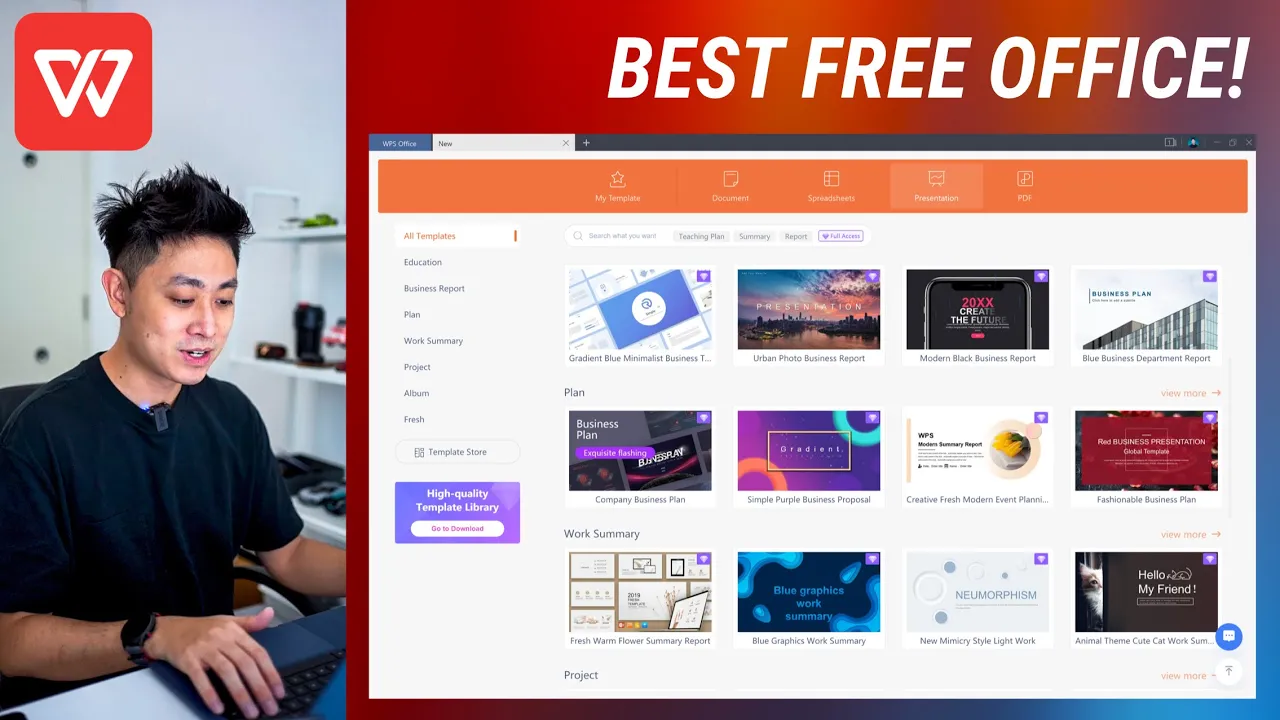 BEST FREE OFFICE!
WPS Office
New
My Template
Document
Spreadsheets
Presentation
PDF
All Templates
Education
Business Report
Plan
Work Summary
Project
Album
Fresh
Template Store
High-quality
Template Library
Go to Download
Search what you want
Teaching Plan
Summary
Report
Full Access
PRESENTATION
20XX
CREATE
THE FUTURE
BUSINESS PLAN
Click here to add a subtitle
Gradient Blue Minimalist Business T...
Urban Photo Business Report
Modern Black Business Report
Blue Business Department Report
Plan
view more
Business
Plan
Exquisite flashing
Gradient
WPS
Modern Summary Report
Red BUSINESS PRESENTATION
Global Template
Company Business Plan
Simple Purple Business Proposal
Creative Fresh Modern Event Planni...
Fashionable Business Plan
Work Summary
view more
2019
Blue graphics
work
summary
NEUMORPHISM
Hello
My Friend!
Fresh Warm Flower Summary Report
Blue Graphics Work Summary
New Mimicry Style Light Work
Animal Theme Cute Cat Work Sum...
Project
view more